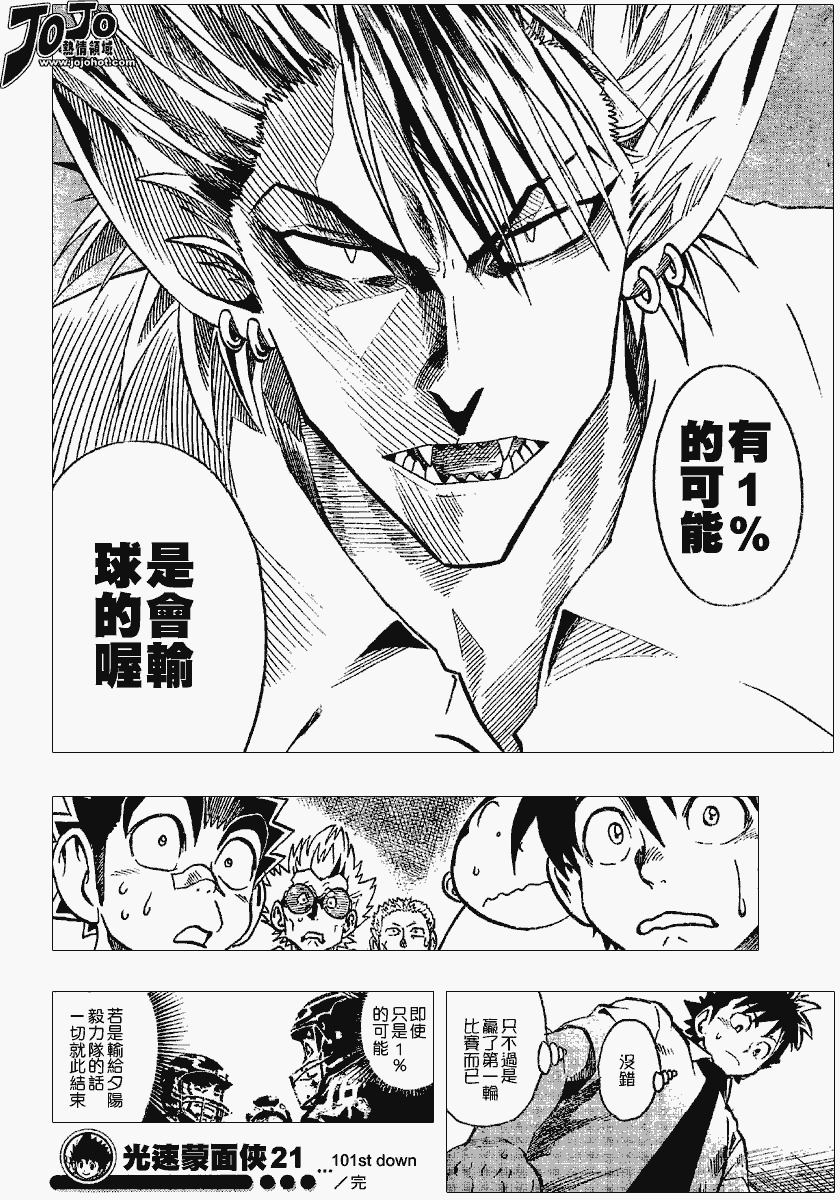 JOJO
熱情領域
www.jojohot.com
有1%
的可能
是會輸
球的喔
只不過是
贏了第一輪
比賽而已
沒錯
即使
只是1%
的可能
若是輸給夕陽
毅力隊的話
一切就此結束
光速蒙面俠21
...101st down
/完